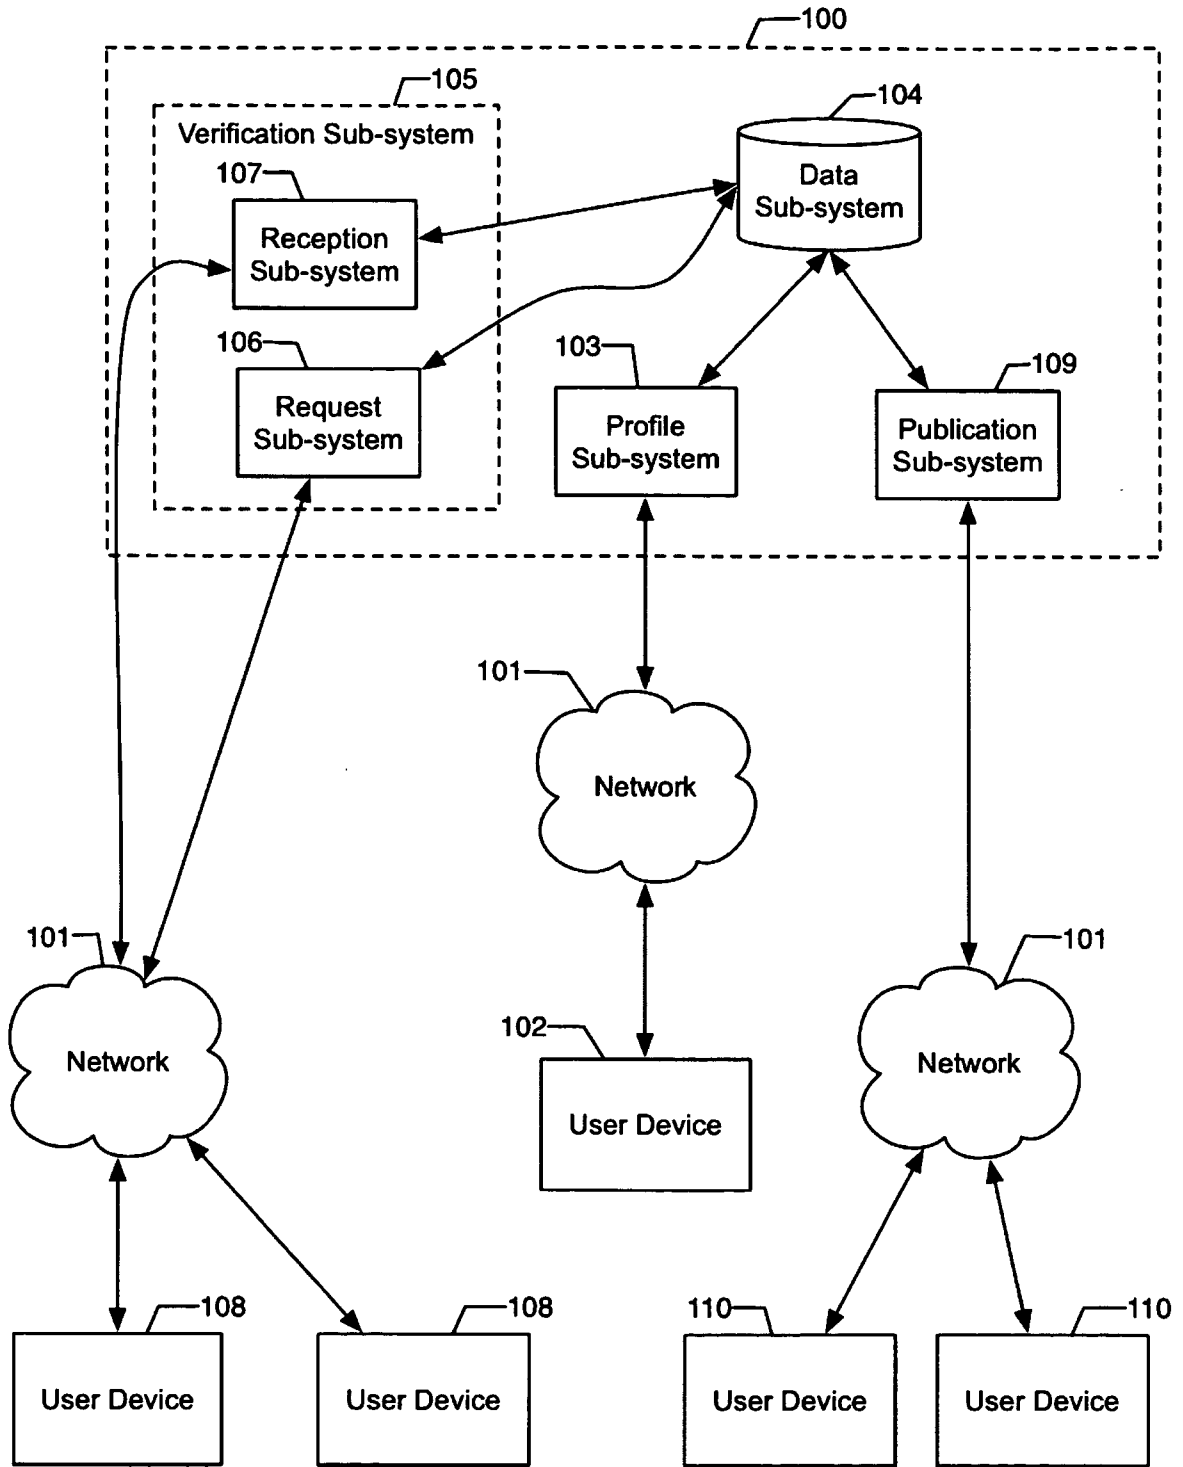 100
105
104
Verification Sub-system
107
Data
Sub-system
Reception
Sub-system
106
103
109
Request
Sub-system
Profile
Sub-system
Publication
Sub-system
101
Network
101
101
102
Network
Network
User Device
108
108
110
110
User Device
User Device
User Device
User Device